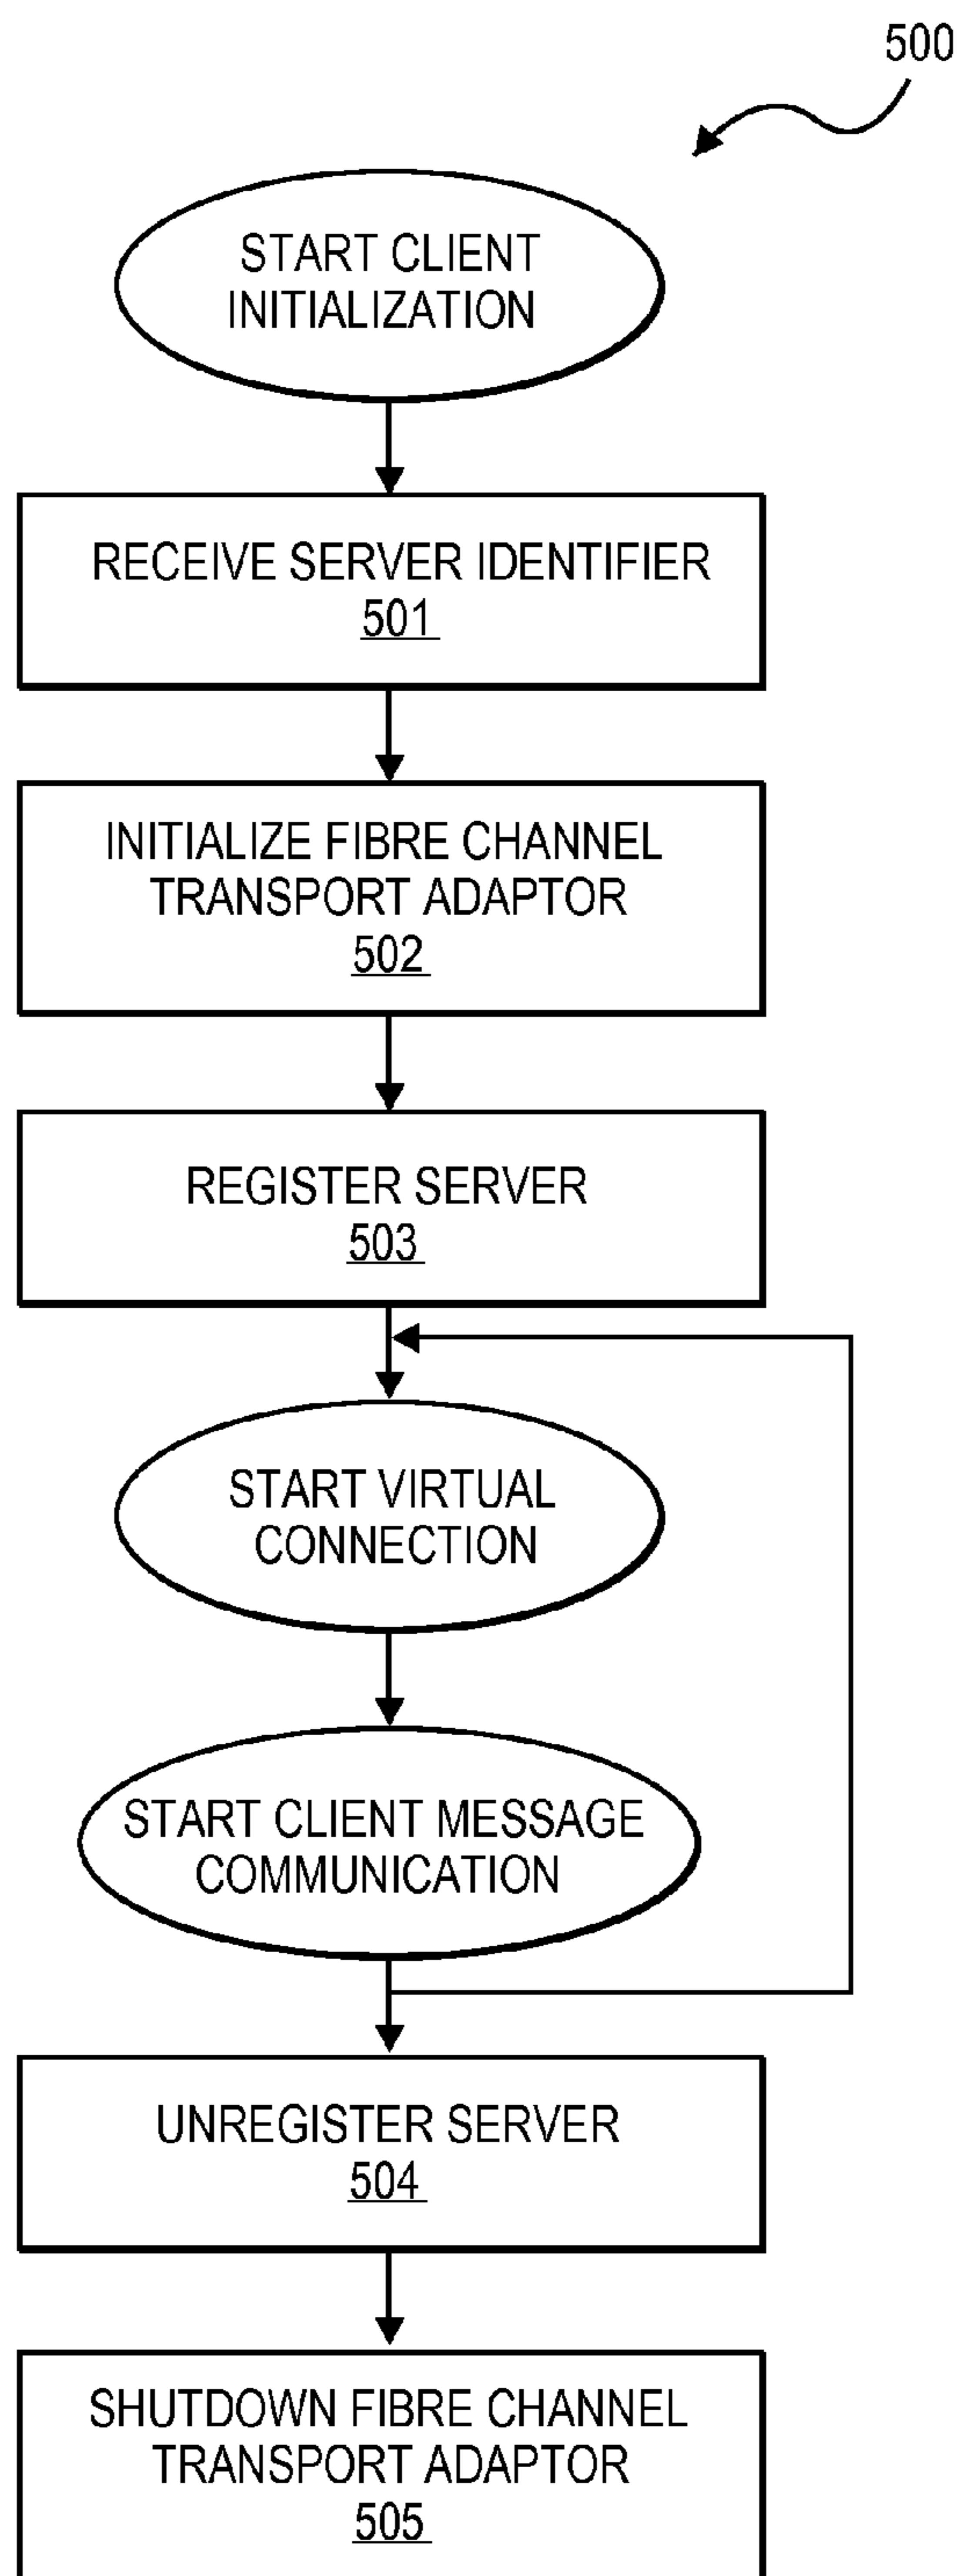 500
START CLIENT
INITIALIZATION
RECEIVE SERVER IDENTIFIER
501
INITIALIZE FIBRE CHANNEL
TRANSPORT ADAPTOR
502
REGISTER SERVER
503
START VIRTUAL
CONNECTION
START CLIENT MESSAGE
COMMUNICATION
UNREGISTER SERVER
504
SHUTDOWN FIBRE CHANNEL
TRANSPORT ADAPTOR
505